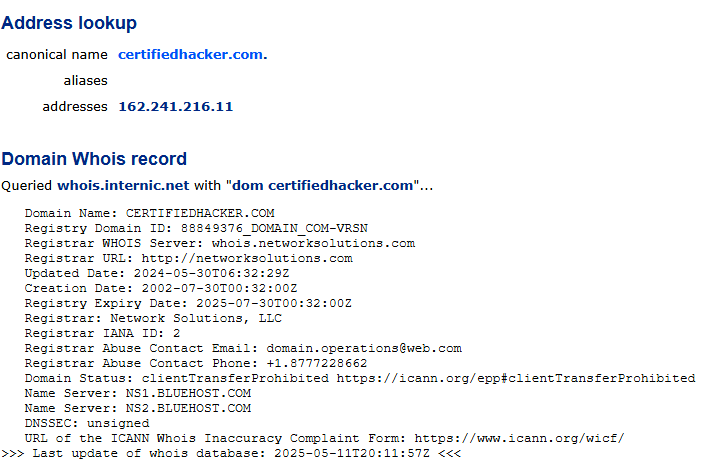 Address lookup
canonical name certifiedhacker.com.
aliases
addresses 162.241.216.11
Domain Whois record
Queried whois.internic.net with "dom certifiedhacker.com"...
Domain Name: CERTIFIEDHACKER.COM
Registry Domain ID: 88849376_DOMAIN_COM-VRSN
Registrar WHOIS Server: whois.networksolutions.com
Registrar URL: http://networksolutions.com
Updated Date: 2024-05-30T06:32:29Z
Creation Date: 2002-07-30T00:32:00Z
Registry Expiry Date: 2025-07-30T00:32:00Z
Registrar: Network Solutions, LLC
Registrar IANA ID: 2
Registrar Abuse Contact Email: domain.operations@web.com
Registrar Abuse Contact Phone: +1.8777228662
Domain Status: clientTransferProhibited https://icann.org/epp#clientTransferProhibited
Name Server: NS1.BLUEHOST.COM
Name Server: NS2.BLUEHOST.COM
DNSSEC: unsigned
URL of the ICANN Whois Inaccuracy Complaint Form: https://www.icann.org/wicf/
>>> Last update of whois database: 2025-05-11T20:11:57Z <<<